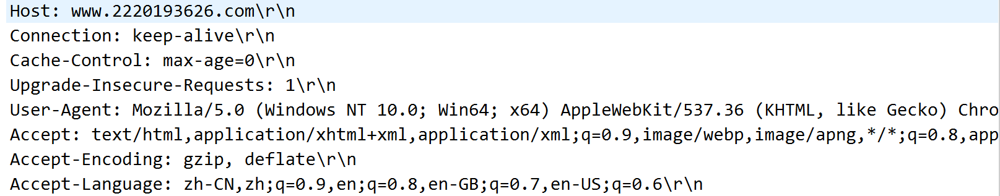 Host: www.2220193626.com\r\n
Connection: keep-alive\r\n
Cache-Control: max-age=0\r\n
Upgrade-Insecure-Requests: 1\r\n
User-Agent: Mozilla/5.0 (Windows NT 10.0; Win64; x64) AppleWebKit/537.36 (KHTML, like Gecko) Chro
Accept: text/html,application/xhtml+xml,application/xml;q=0.9,image/webp,image/apng,*/*;q=0.8,app
Accept-Encoding: gzip, deflate\r\n
Accept-Language: zh-CN,zh;q=0.9,en;q=0.8,en-GB;q=0.7,en-US;q=0.6\r\n